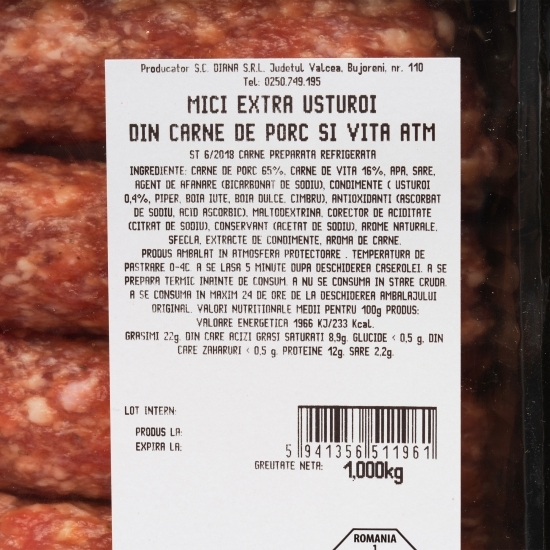 Producator S.C. DIANA S.R.L. Judetul Valcea, Bujoreni, nr. 110
Tel: 0250.749.195
MICI EXTRA USTUROI
DIN CARNE DE PORC SI VITA ATM
ST 6/2018 CARNE PREPARATA REFRIGERATA
INGREDIENTE: CARNE DE PORC 65%, CARNE DE VITA 16%, APA, SARE,
AGENT DE AFANARE (BICARBONAT DE SODIU), CONDIMENTE ( USTUROI
0,4%, PIPER, BOIA IUTE, BOIA DULCE, CIMBRU), ANTIOXIDANTI (ASCORBAT
DE SODIU, ACID ASCORBIC), MALTODEXTRINA, CORECTOR DE ACIDITATE
(CITRAT DE SODIU), CONSERVANT (ACETAT DE SODIU), AROME NATURALE,
SFECLA, EXTRACTE DE CONDIMENTE, AROMA DE CARNE.
PRODUS AMBALAT IN ATMOSFERA PROTECTOARE . TEMPERATURA DE
PASTRARE 0-4C. A SE LASA 5 MINUTE DUPA DESCHIDEREA CASEROLEI. A SE
PREPARA TERMIC INAINTE DE CONSUM. A NU SE CONSUMA IN STARE CRUDA.
A SE CONSUMA IN MAXIM 24 DE ORE DE LA DESCHIDEREA AMBALAJULUI
ORIGINAL. VALORI NUTRITIONALE MEDII PENTRU 100g PRODUS:
VALOARE ENERGETICA 1966 KJ/233 Kcal.
GRASIMI 22g. DIN CARE ACIZI GRASI SATURATI 8,9g. GLUCIDE < 0,5 g. DIN
CARE ZAHARURI < 0,5 g. PROTEINE 12g. SARE 2,2g.
LOT INTERN:
PRODUS LA:
EXPIRA LA:
5 941356 511961
GREUTATE NETA: 1,000kg
ROMANIA
1